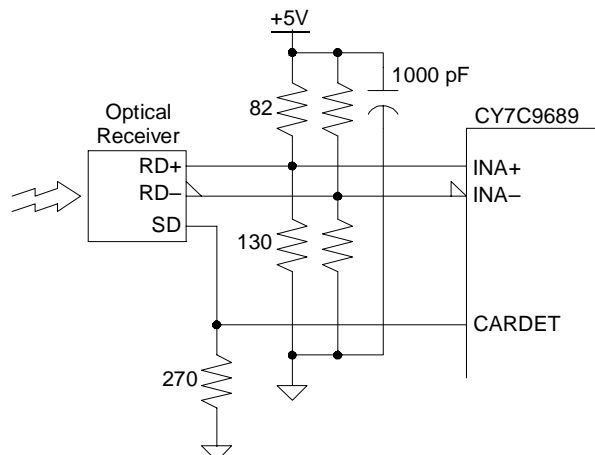 +5V
1000 pF
82
CY7C9689
Optical
Receiver
RD+
INA+
RD–
INA–
SD
130
CARDET
270